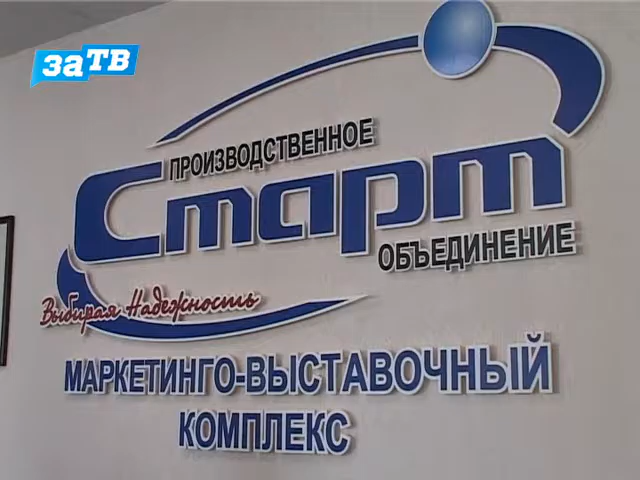 заТВ
ПРОИЗВОДСТВЕННОЕ
Старт
ОБЪЕДИНЕНИЕ
Выбирая Надежность
МАРКЕТИНГО-ВЫСТАВОЧНЫЙ
КОМПЛЕКС